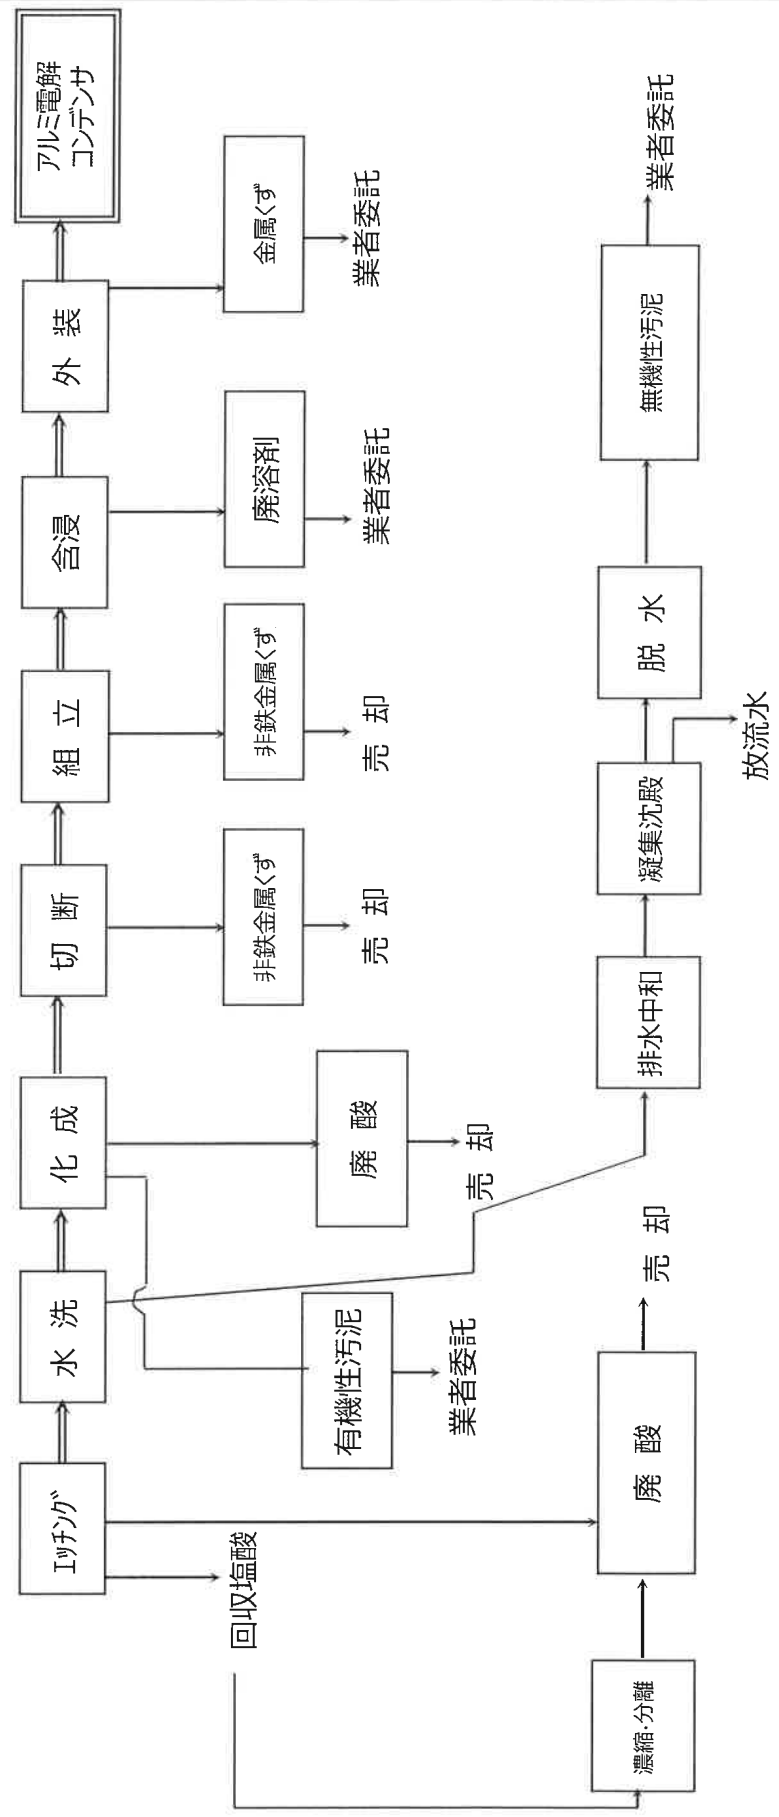 エッチング
水 洗
化 成
切 断
組 立
含浸
外 装
アルミ電解
コンデンサ
回収塩酸
有機性汚泥
業者委託
廃 酸
売 却
非鉄金属くず
売 却
非鉄金属くず
売 却
廃溶剤
業者委託
金属くず
業者委託
濃縮・分離
廃 酸
売 却
排水中和
凝集沈殿
放流水
脱 水
無機性汚泥
業者委託